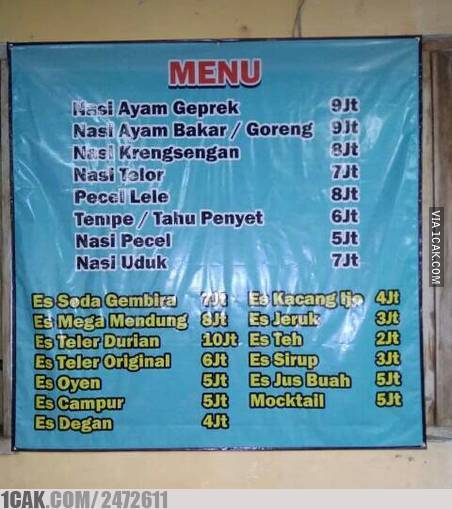 MENU
Nasi Ayam Geprek 9Jt
Nasi Ayam Bakar / Goreng 9Jt
Nasi Krengsengan 8Jt
Nasi Telor 7Jt
Pecel Lele 8Jt
Tempe / Tahu Penyet 6Jt
Nasi Pecel 5Jt
Nasi Uduk 7Jt
Es Soda Gembira 7Jt
Es Mega Mendung 8Jt
Es Teler Durian 10Jt
Es Teler Original 6Jt
Es Oyen 5Jt
Es Campur 5Jt
Es Degan 4Jt
Es Kacang Ijo 4Jt
Es Jeruk 3Jt
Es Teh 2Jt
Es Sirup 3Jt
Es Jus Buah 5Jt
Mocktail 5Jt
VIA 1CAK.COM
1CAK.COM/2472611